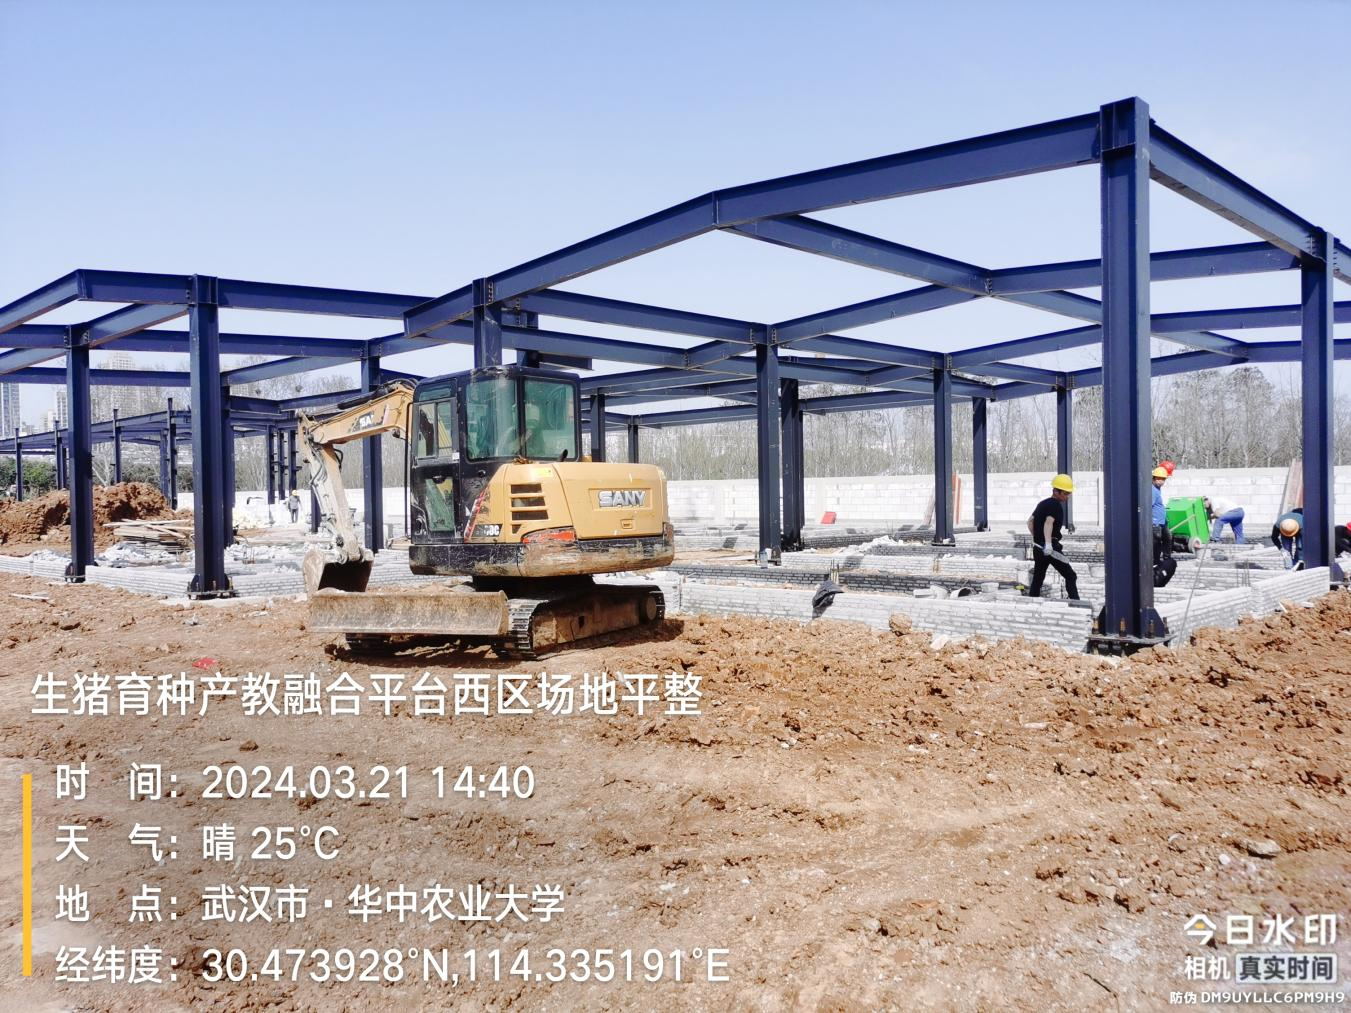 SANY
SANY
生猪育种产教融合平台西区场地平整
时 间：2024.03.21 14:40
天 气：晴 25℃
地 点：武汉市·华中农业大学
经纬度：30.473928°N,114.335191°E
今日水印
相机 真实时间
防伪 DM9UYLLC6PM9H9